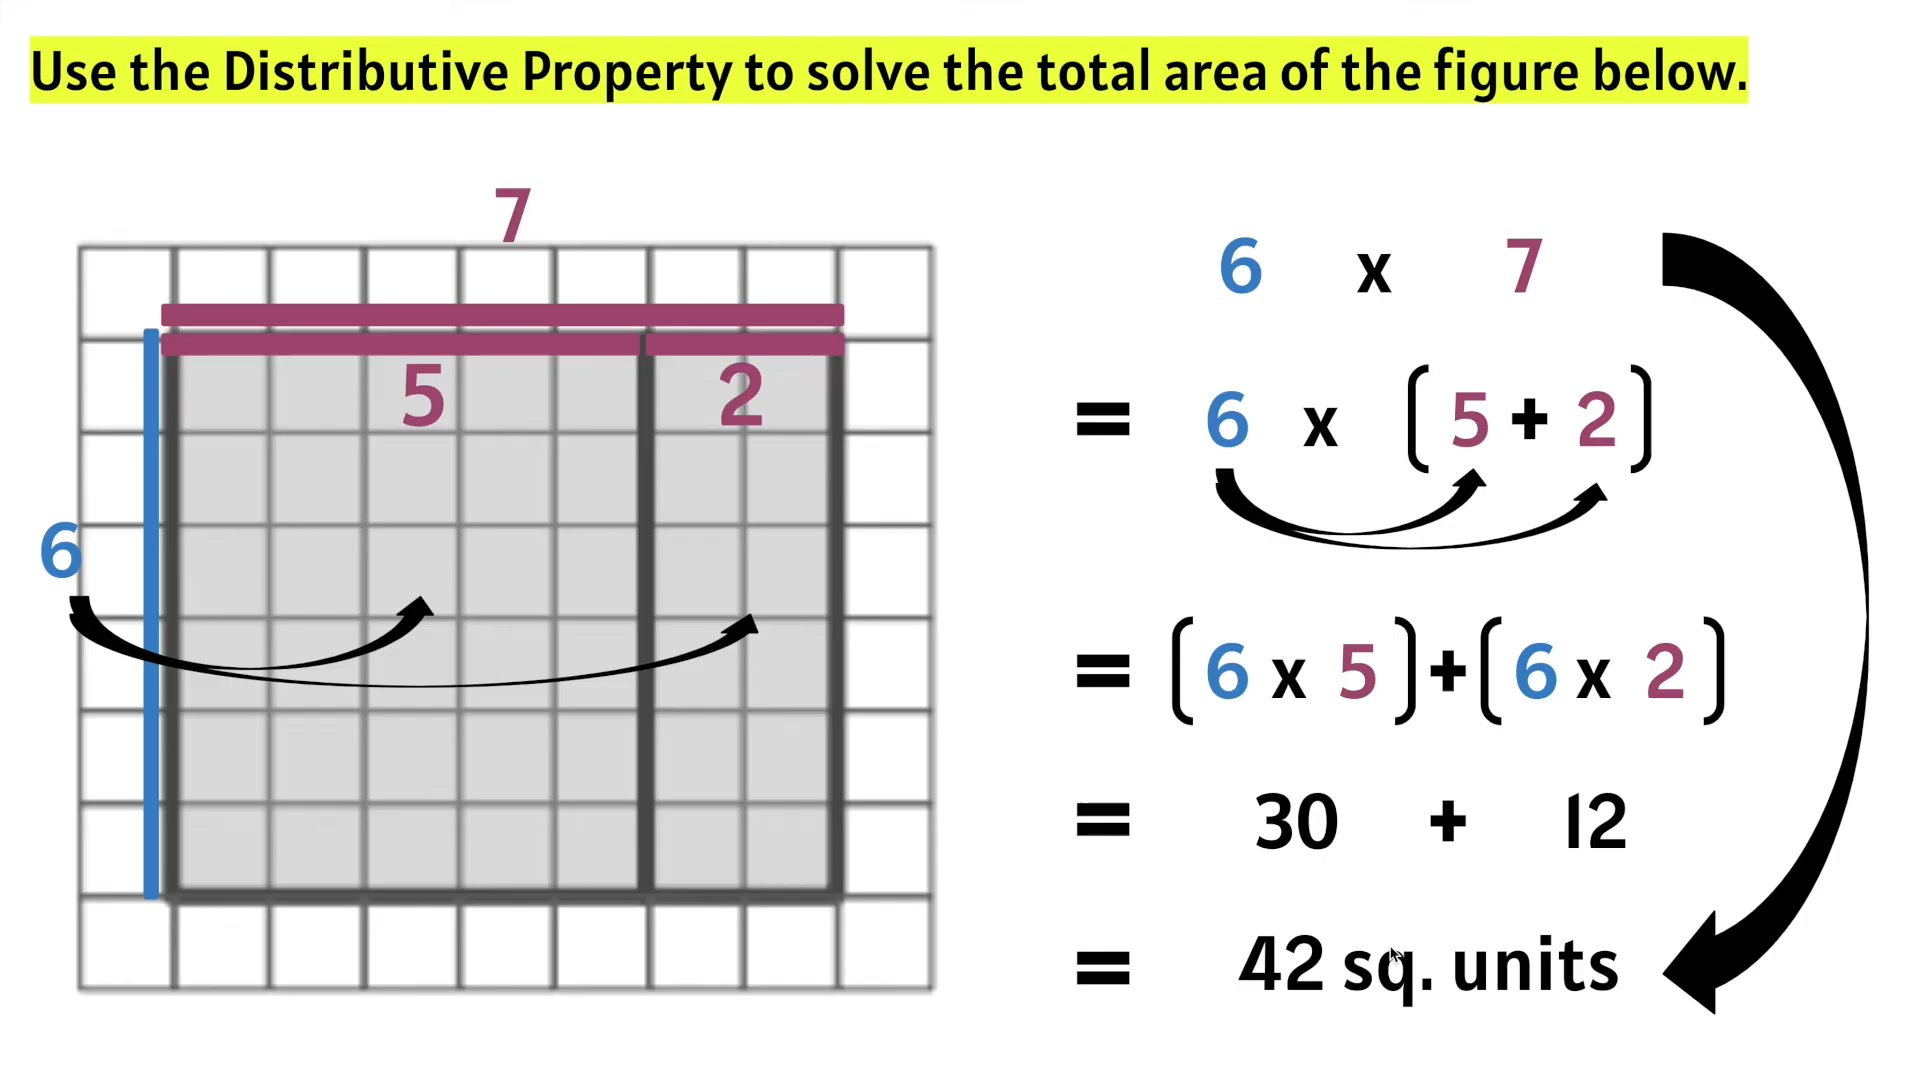 Use the Distributive Property to solve the total area of the figure below.
7
5 2
6
6 x 7
= 6 x (5 + 2)
= (6 x 5) + (6 x 2)
= 30 + 12
= 42 sq. units